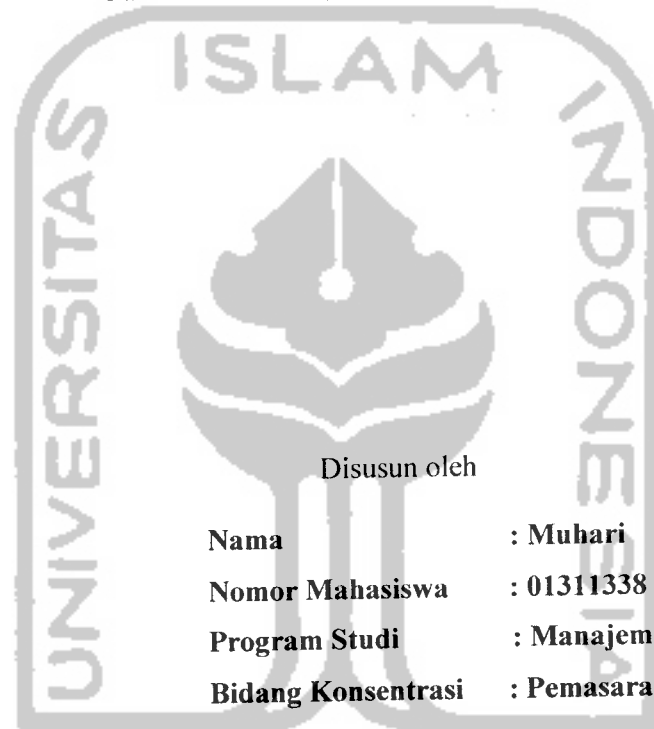 ISLAM
UNIVERSITAS
INDONESIA
Disusun oleh
Nama : Muhari
Nomor Mahasiswa : 01311338
Program Studi : Manajem
Bidang Konsentrasi : Pemasara